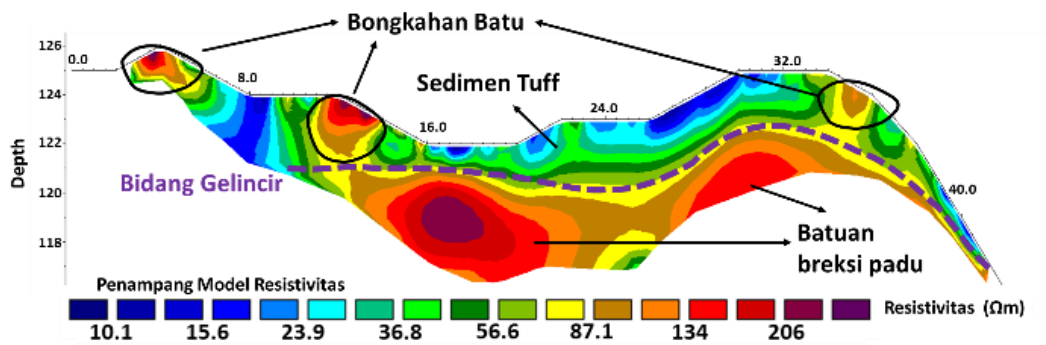 Bongkahan Batu
126
0.0
32.0
8.0
Sedimen Tuff
124
24.0
16.0
122
Depth
Bidang Gelincir
120
40.0
118
Batuan
breksi padu
Penampang Model Resistivitas
Resistivitas (Ωm)
10.1 15.6 23.9 36.8 56.6 87.1 134 206